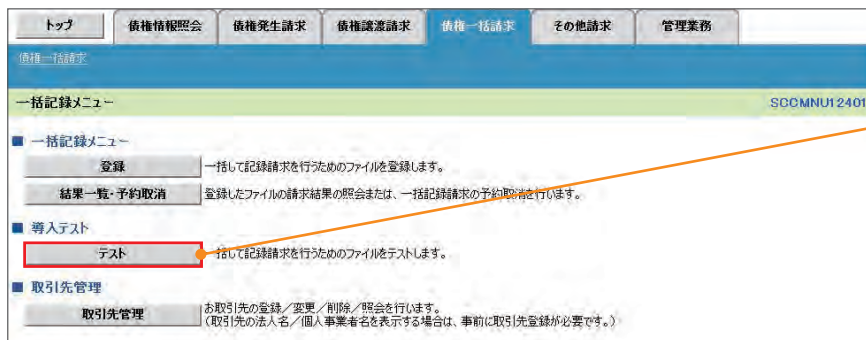 トップ 債権情報照会 債権発生請求 債権譲渡請求 債権一括請求 その他請求 管理業務
債権一括請求
一括記録メニュー SCCMNU12401
■ 一括記録メニュー
登録 一括して記録請求を行うためのファイルを登録します。
結果一覧・予約取消 登録したファイルの請求結果の照会または、一括記録請求の予約取消を行います。
■ 導入テスト
テスト 一括して記録請求を行うためのファイルをテストします。
■ 取引先管理
取引先管理 お取引先の登録／変更／削除／照会を行います。
（取引先の法人名／個人事業者名を表示する場合は、事前に取引先登録が必要です。）